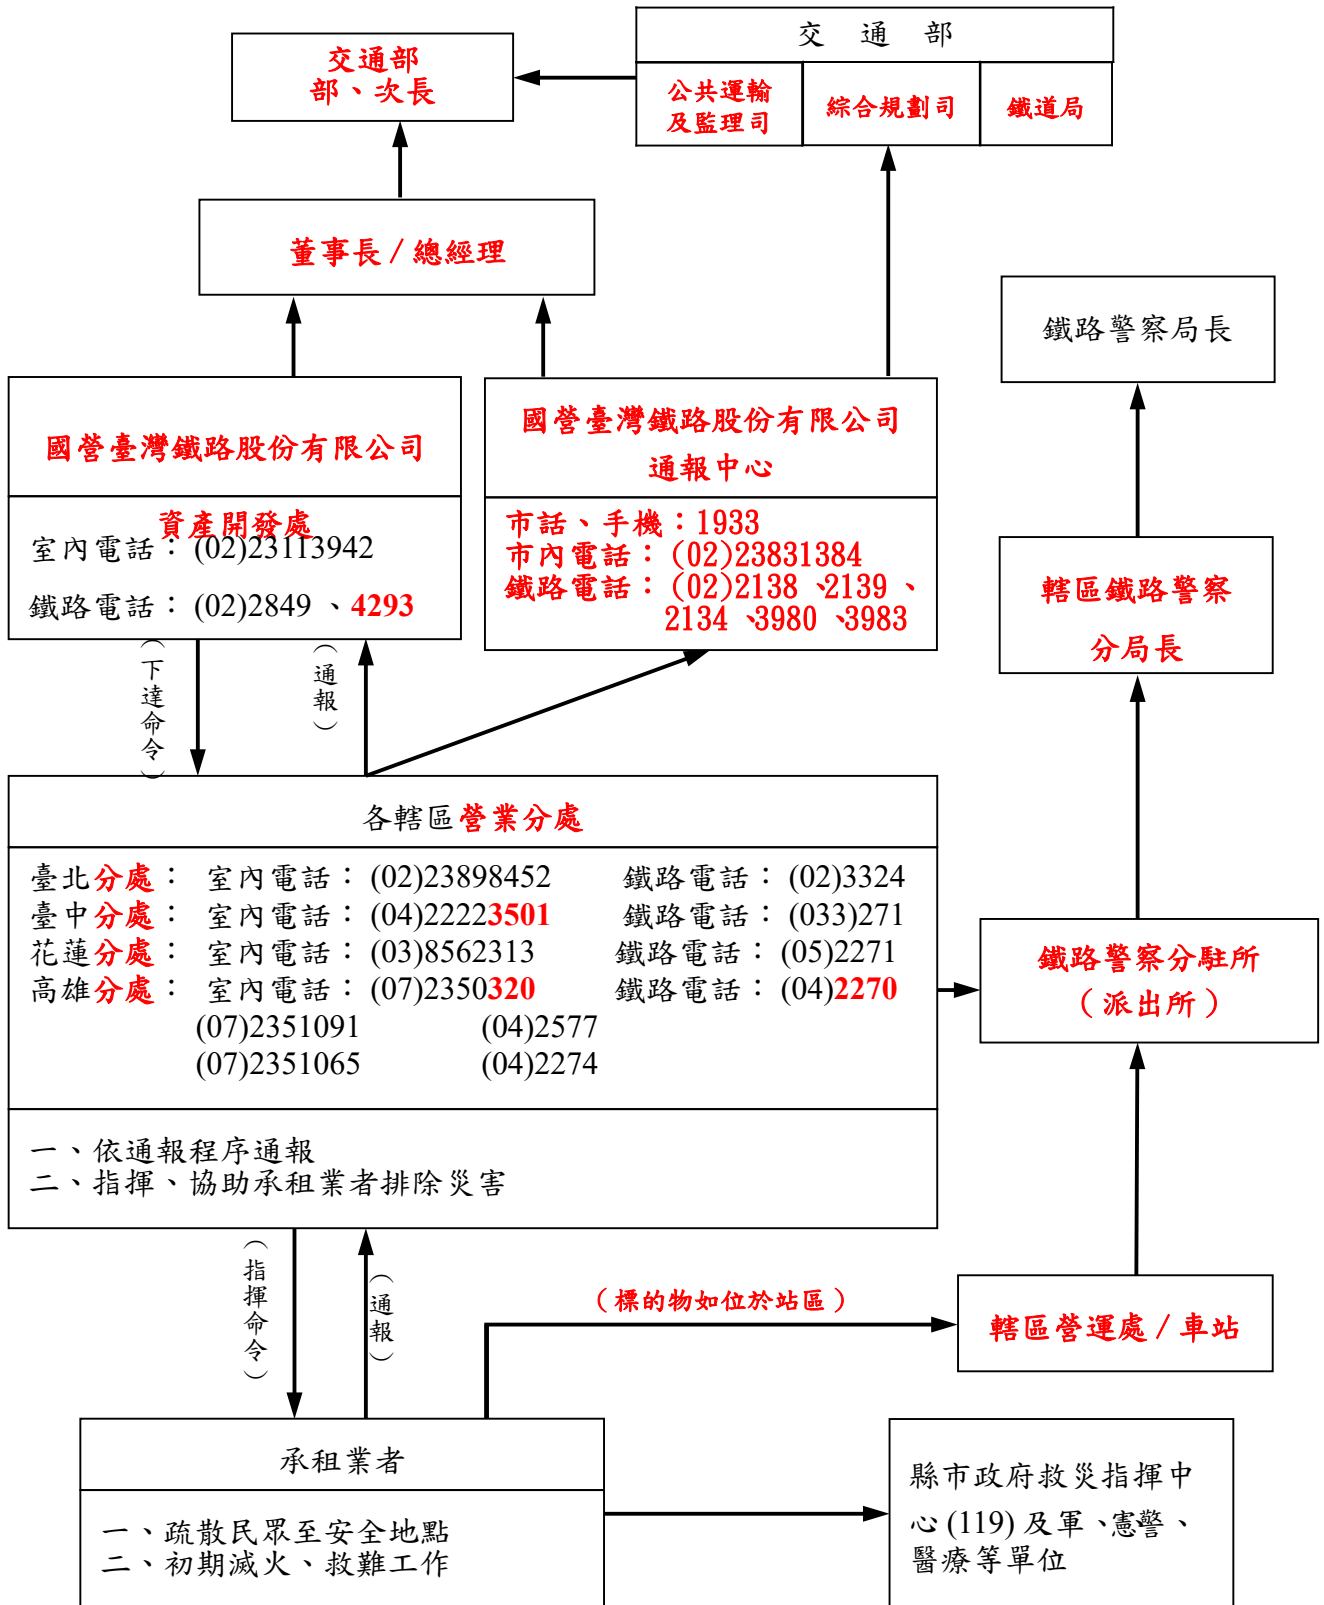 交通部
交通部
部、次長
公共運輸
及監理司
綜合規劃司
鐵道局
董事長/總經理
鐵路警察局長
國營臺灣鐵路股份有限公司
資產開發處
室內電話：(02)23113942
鐵路電話：(02)2849、4293
國營臺灣鐵路股份有限公司
通報中心
市話、手機：1933
市內電話：(02)23831384
鐵路電話：(02)2138、2139、
2134、3980、3983
轄區鐵路警察
分局長
（下達命令）
（通報）
各轄區營業分處
臺北分處： 室內電話：(02)23898452 鐵路電話：(02)3324
臺中分處： 室內電話：(04)22223501 鐵路電話：(033)271
花蓮分處： 室內電話：(03)8562313 鐵路電話：(05)2271
高雄分處： 室內電話：(07)2350320 鐵路電話：(04)2270
(07)2351091 (04)2577
(07)2351065 (04)2274
一、依通報程序通報
二、指揮、協助承租業者排除災害
鐵路警察分駐所
（派出所）
（指揮命令）
（通報）
（標的物如位於站區）
轄區營運處/車站
承租業者
一、疏散民眾至安全地點
二、初期滅火、救難工作
縣市政府救災指揮中
心(119)及軍、憲警、
醫療等單位